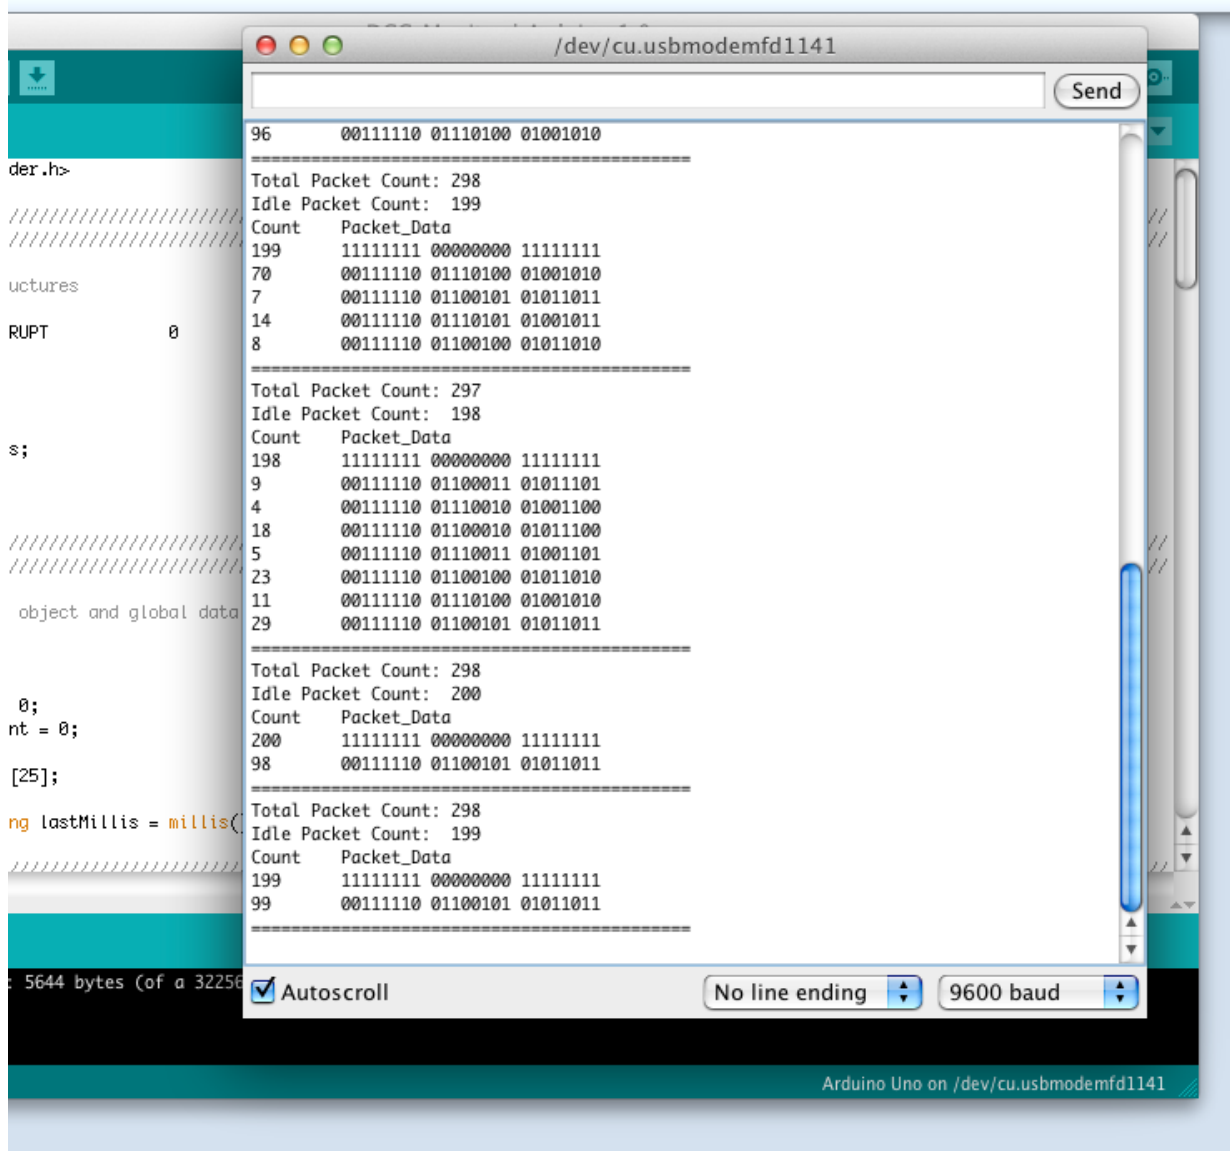 /dev/cu.usbmodemfd1141
Send
96 00111110 01110100 01001010
============================================
Total Packet Count: 298
Idle Packet Count: 199
Count Packet_Data
199 11111111 00000000 11111111
70 00111110 01110100 01001010
7 00111110 01100101 01011011
14 00111110 01110101 01001011
8 00111110 01100100 01011010
============================================
Total Packet Count: 297
Idle Packet Count: 198
Count Packet_Data
198 11111111 00000000 11111111
9 00111110 01100011 01011101
4 00111110 01110010 01001100
18 00111110 01100010 01011100
5 00111110 01110011 01001101
23 00111110 01100100 01011010
11 00111110 01110100 01001010
29 00111110 01100101 01011011
============================================
Total Packet Count: 298
Idle Packet Count: 200
Count Packet_Data
200 11111111 00000000 11111111
98 00111110 01100101 01011011
============================================
Total Packet Count: 298
Idle Packet Count: 199
Count Packet_Data
199 11111111 00000000 11111111
99 00111110 01100101 01011011
============================================
Autoscroll
No line ending
9600 baud
der.h>
////////////////////////
////////////////////////
uctures
RUPT 0
s;
////////////////////////
////////////////////////
object and global data
0;
nt = 0;
[25];
ng lastMillis = millis(
////////////////////////
: 5644 bytes (of a 32256
Arduino Uno on /dev/cu.usbmodemfd1141